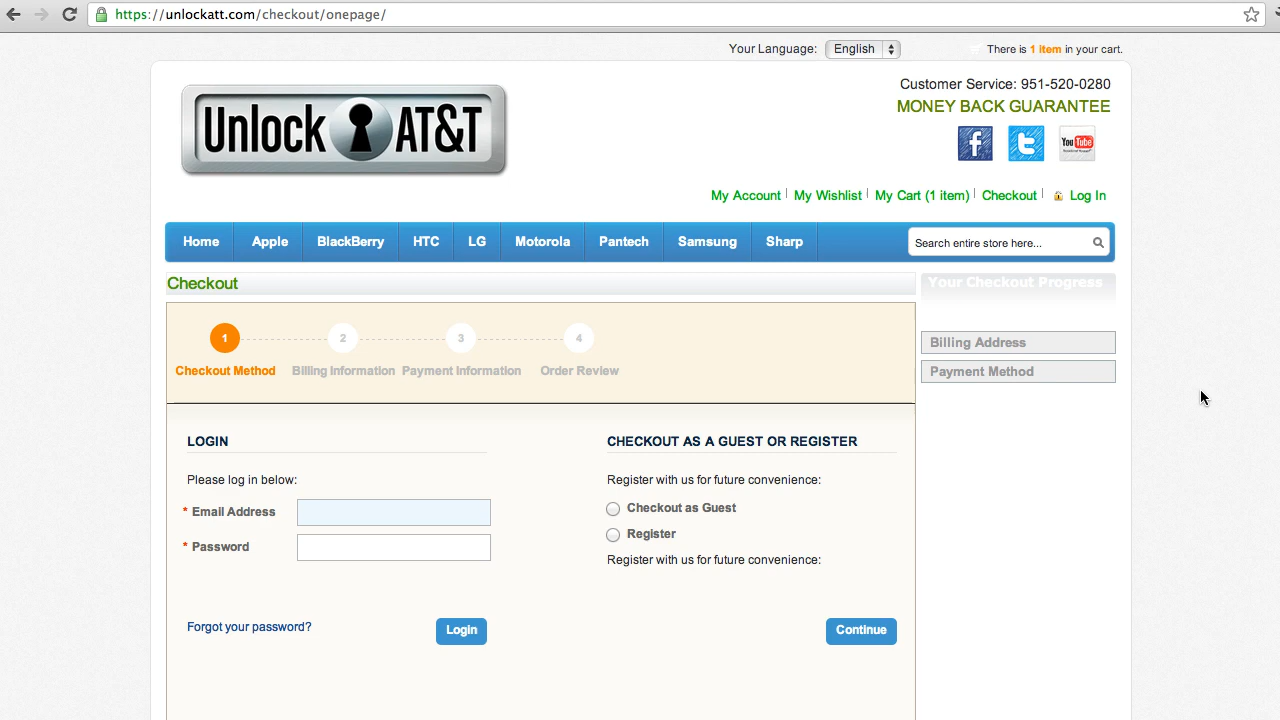 https://unlockatt.com/checkout/onepage/
Your Language: English There is 1 item in your cart.
Unlock AT&T
Customer Service: 951-520-0280
MONEY BACK GUARANTEE
f t You Tube
My Account My Wishlist My Cart (1 item) Checkout Log In
Home Apple BlackBerry HTC LG Motorola Pantech Samsung Sharp Search entire store here...
Checkout
Your Checkout Progress
1 2 3 4
Checkout Method Billing Information Payment Information Order Review
Billing Address
Payment Method
LOGIN
Please log in below:
* Email Address
* Password
Forgot your password? Login
CHECKOUT AS A GUEST OR REGISTER
Register with us for future convenience:
Checkout as Guest
Register
Register with us for future convenience:
Continue